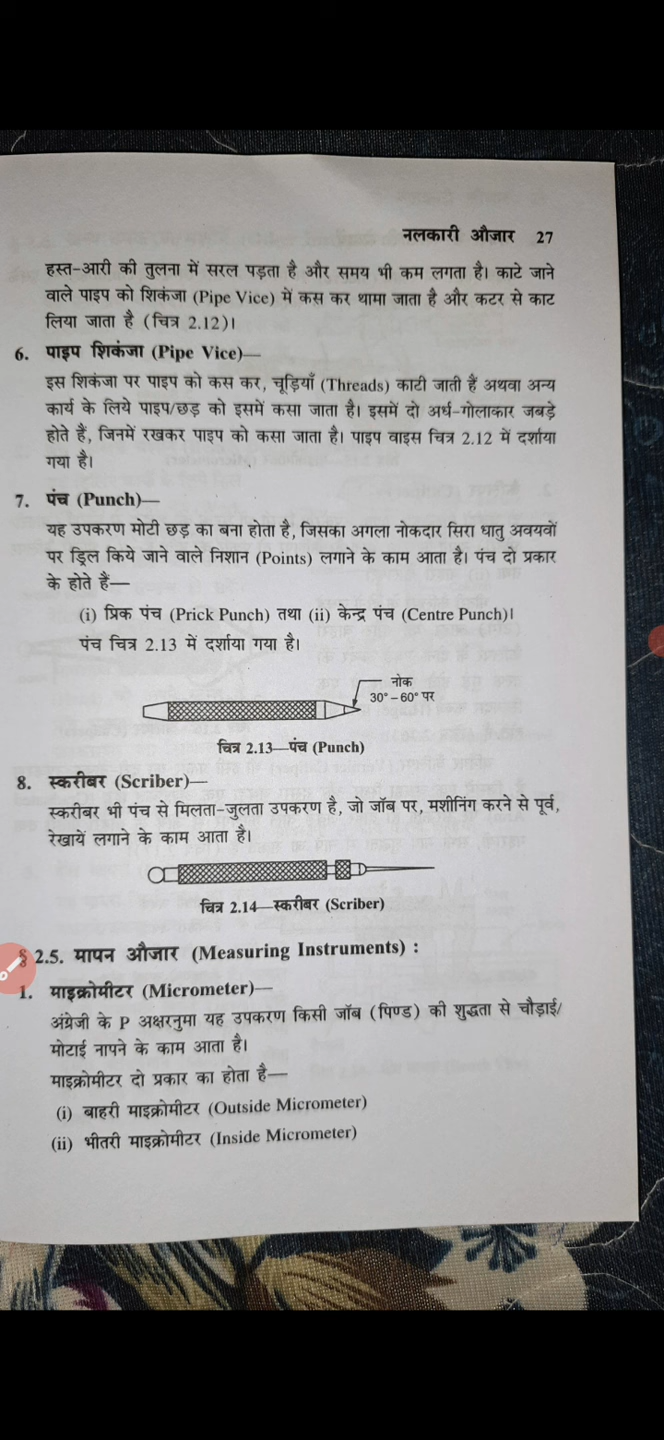 नलकारी औजार 27
हस्त-आरी की तुलना में सरल पड़ता है और समय भी कम लगता है। काटे जाने
वाले पाइप को शिकंजा (Pipe Vice) में कस कर थामा जाता है और कटर से काट
लिया जाता है (चित्र 2.12)।
6. पाइप शिकंजा (Pipe Vice)—
इस शिकंजा पर पाइप को कस कर, चूड़ियाँ (Threads) काटी जाती हैं अथवा अन्य
कार्य के लिये पाइप/छड़ को इसमें कसा जाता है। इसमें दो अर्ध-गोलाकार जबड़े
होते हैं, जिनमें रखकर पाइप को कसा जाता है। पाइप वाइस चित्र 2.12 में दर्शाया
गया है।
7. पंच (Punch)—
यह उपकरण मोटी छड़ का बना होता है, जिसका अगला नोकदार सिरा धातु अवयवों
पर ड्रिल किये जाने वाले निशान (Points) लगाने के काम आता है। पंच दो प्रकार
के होते हैं—
(i) प्रिक पंच (Prick Punch) तथा (ii) केन्द्र पंच (Centre Punch)।
पंच चित्र 2.13 में दर्शाया गया है।
नोक
30°–60° पर
चित्र 2.13—पंच (Punch)
8. स्करीबर (Scriber)—
स्करीबर भी पंच से मिलता-जुलता उपकरण है, जो जॉब पर, मशीनिंग करने से पूर्व,
रेखायें लगाने के काम आता है।
चित्र 2.14—स्करीबर (Scriber)
§ 2.5. मापन औजार (Measuring Instruments) :
1. माइक्रोमीटर (Micrometer)—
अंग्रेजी के P अक्षरनुमा यह उपकरण किसी जॉब (पिण्ड) की शुद्धता से चौड़ाई/
मोटाई नापने के काम आता है।
माइक्रोमीटर दो प्रकार का होता है—
(i) बाहरी माइक्रोमीटर (Outside Micrometer)
(ii) भीतरी माइक्रोमीटर (Inside Micrometer)